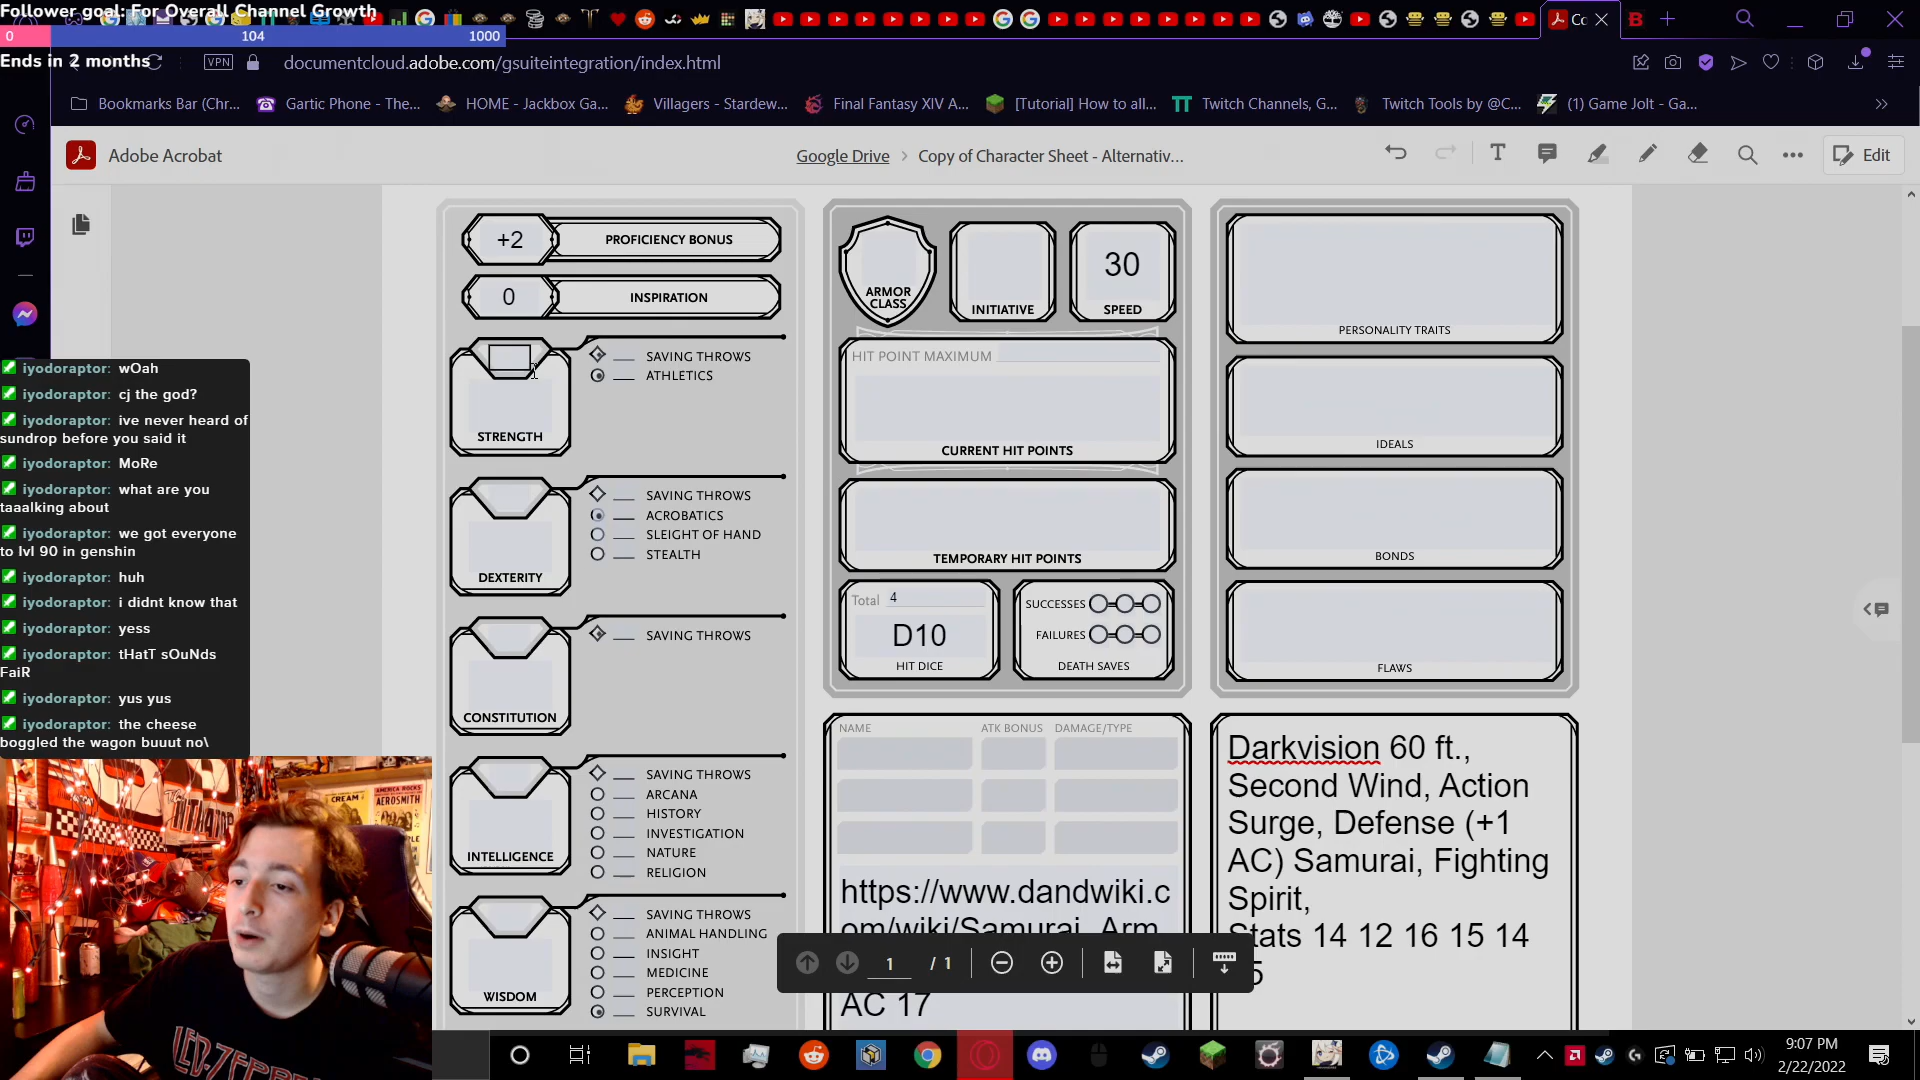 Follower goal: For Overall Channel Growth
0 104 1000
Ends in 2 months
VPN
documentcloud.adobe.com/gsuiteintegration/index.html
Bookmarks Bar (Chr... Gartic Phone - The... HOME - Jackbox Ga... Villagers - Stardew... Final Fantasy XIV A... [Tutorial] How to all... Twitch Channels, G... Twitch Tools by @C... (1) Game Jolt - Ga...
Adobe Acrobat
Google Drive > Copy of Character Sheet - Alternativ...
Edit
+2 PROFICIENCY BONUS
0 INSPIRATION
SAVING THROWS
ATHLETICS
STRENGTH
SAVING THROWS
ACROBATICS
SLEIGHT OF HAND
STEALTH
DEXTERITY
SAVING THROWS
CONSTITUTION
SAVING THROWS
ARCANA
HISTORY
INVESTIGATION
NATURE
RELIGION
INTELLIGENCE
SAVING THROWS
ANIMAL HANDLING
INSIGHT
MEDICINE
PERCEPTION
SURVIVAL
WISDOM
ARMOR
CLASS
INITIATIVE
30
SPEED
HIT POINT MAXIMUM
CURRENT HIT POINTS
TEMPORARY HIT POINTS
Total 4
D10
HIT DICE
SUCCESSES
FAILURES
DEATH SAVES
NAME ATK BONUS DAMAGE/TYPE
https://www.dandwiki.c
om/wiki/Samurai_Arm
AC 17
PERSONALITY TRAITS
IDEALS
BONDS
FLAWS
Darkvision 60 ft.,
Second Wind, Action
Surge, Defense (+1
AC) Samurai, Fighting
Spirit,
Stats 14 12 16 15 14
5
1 / 1
iyodoraptor: wOah
iyodoraptor: cj the god?
iyodoraptor: ive never heard of
sundrop before you said it
iyodoraptor: MoRe
iyodoraptor: what are you
taaalking about
iyodoraptor: we got everyone
to lvl 90 in genshin
iyodoraptor: huh
iyodoraptor: i didnt know that
iyodoraptor: yess
iyodoraptor: tHatT sOuNds
FaiR
iyodoraptor: yus yus
iyodoraptor: the cheese
boggled the wagon buuut no\
CREAM
AEROSMITH
LED-ZEPPE
9:07 PM
2/22/2022